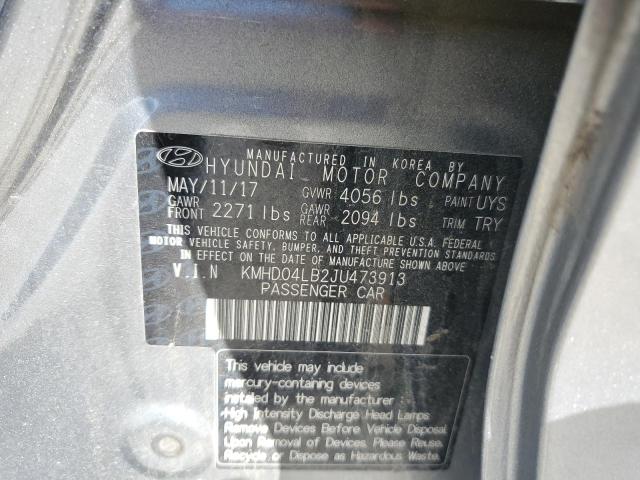 MANUFACTURED IN KOREA BY
HYUNDAI MOTOR COMPANY
MAY/11/17 GVWR 4056 lbs PAINT UYS
GAWR FRONT 2271 lbs GAWR REAR 2094 lbs TRIM TRY
THIS VEHICLE CONFORMS TO ALL APPLICABLE U.S.A. FEDERAL
MOTOR VEHICLE SAFETY, BUMPER, AND THEFT PREVENTION STANDARDS
IN EFFECT ON THE DATE OF MANUFACTURE SHOWN ABOVE.
V.I.N KMHD04LB2JU473913
PASSENGER CAR
This vehicle may include
mercury-containing devices
installed by the manufacturer :
-High Intensity Discharge Head Lamps
Remove Devices Before Vehicle Disposal
Upon Removal of Devices, Please Reuse,
Recycle or Dispose as Hazardous Waste.